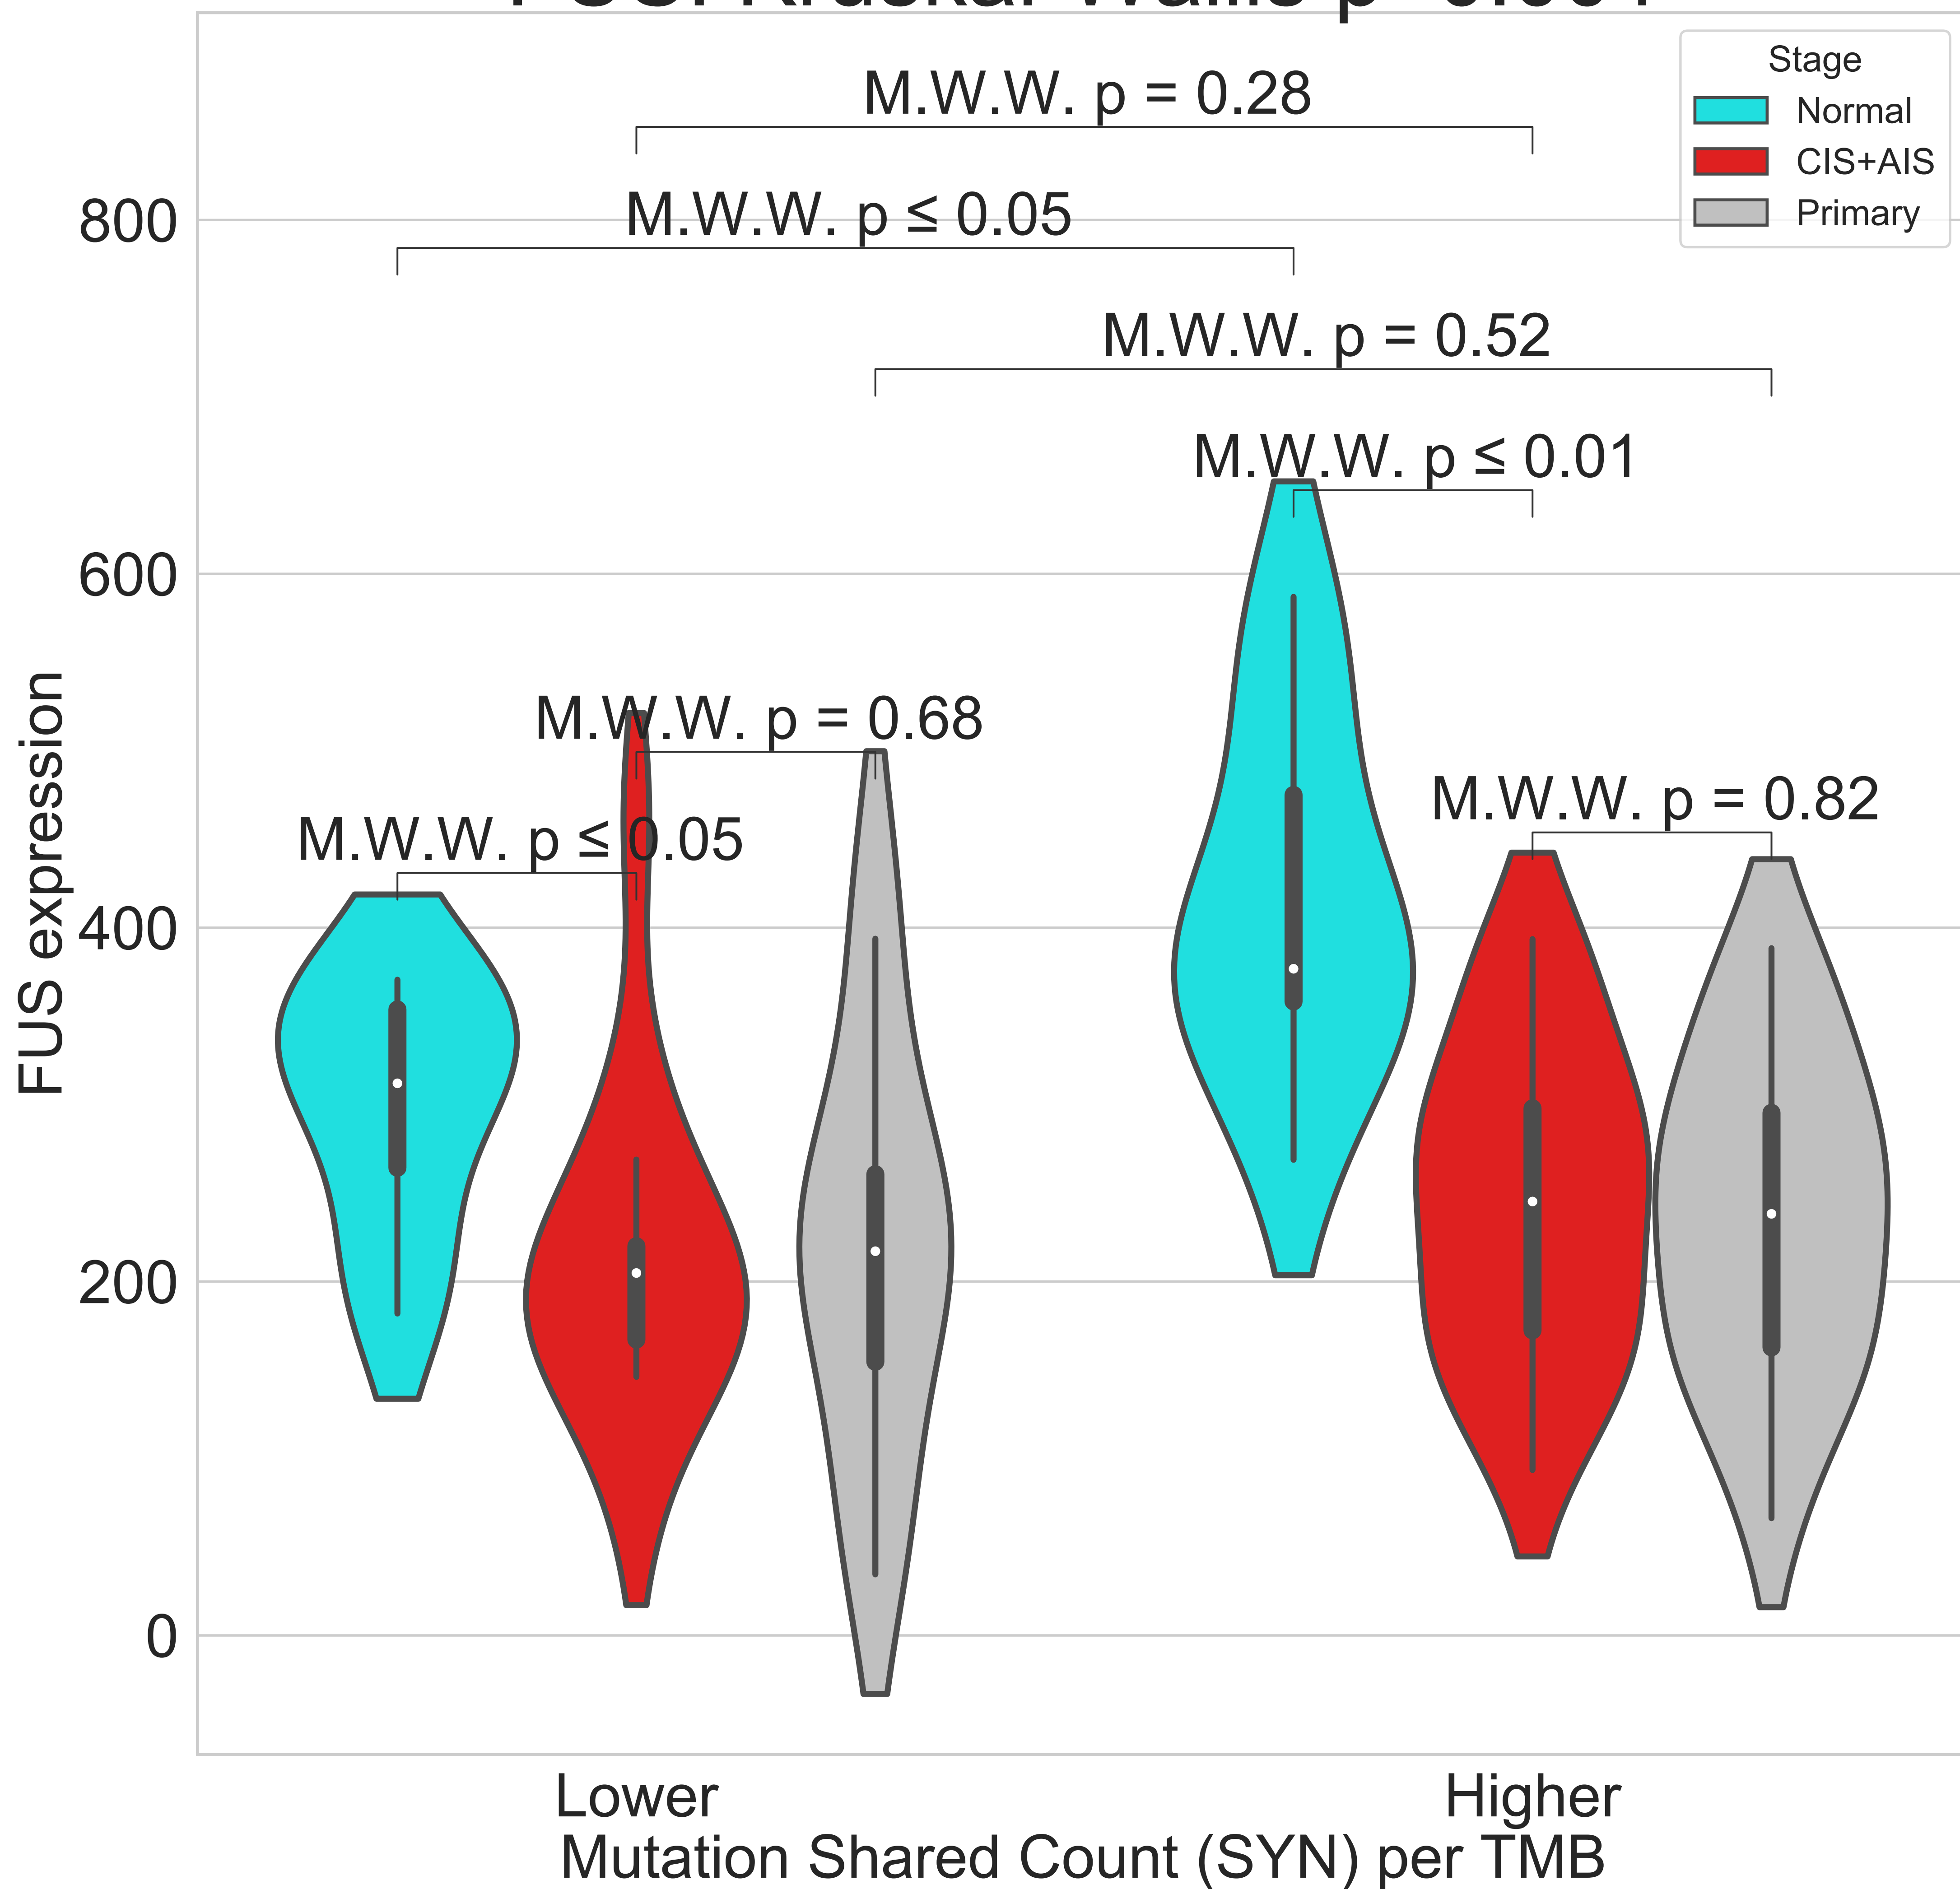 Stage
Normal
CIS+AIS
Primary
M.W.W. p = 0.28
M.W.W. p ≤ 0.05
M.W.W. p = 0.52
M.W.W. p ≤ 0.01
M.W.W. p = 0.68
M.W.W. p = 0.82
M.W.W. p ≤ 0.05
800
600
400
200
0
FUS expression
Lower
Higher
Mutation Shared Count (SYN) per TMB